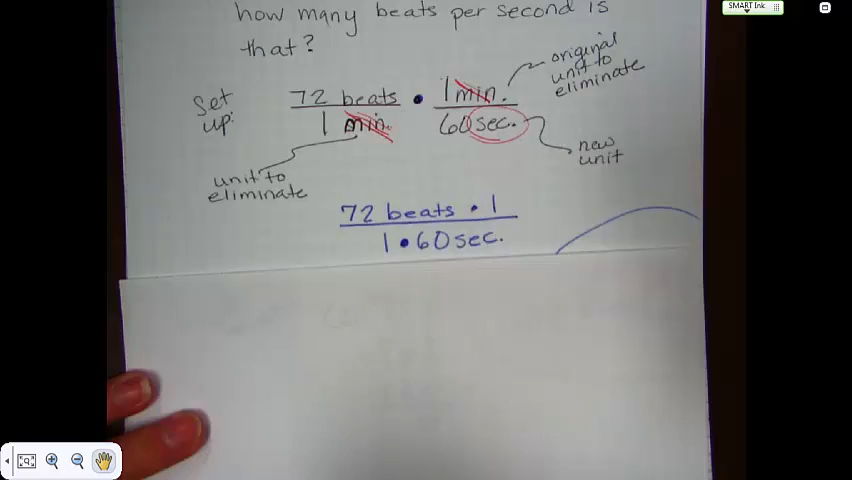 SMART Ink
how many beats per second is
that?
Set
up:
72 beats • 1 min.
1 min. 60 sec.
original
unit to
eliminate
new
unit
unit to
eliminate
72 beats • 1
1 • 60 sec.